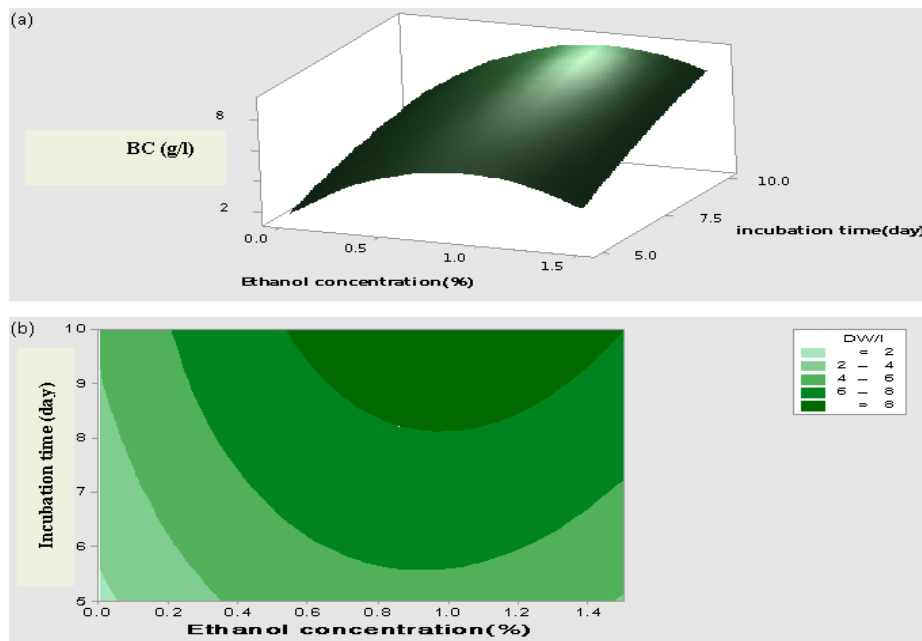 (a)
8
BC (g/l)
2
0.0
0.5
1.0
1.5
Ethanol concentration(%)
5.0
7.5
10.0
incubation time(day)
(b)
10
9
8
7
6
5
Incubation time (day)
0.0 0.2 0.4 0.6 0.8 1.0 1.2 1.4
Ethanol concentration(%)
DW/l
= 2
2 – 4
4 – 6
6 – 8
= 8